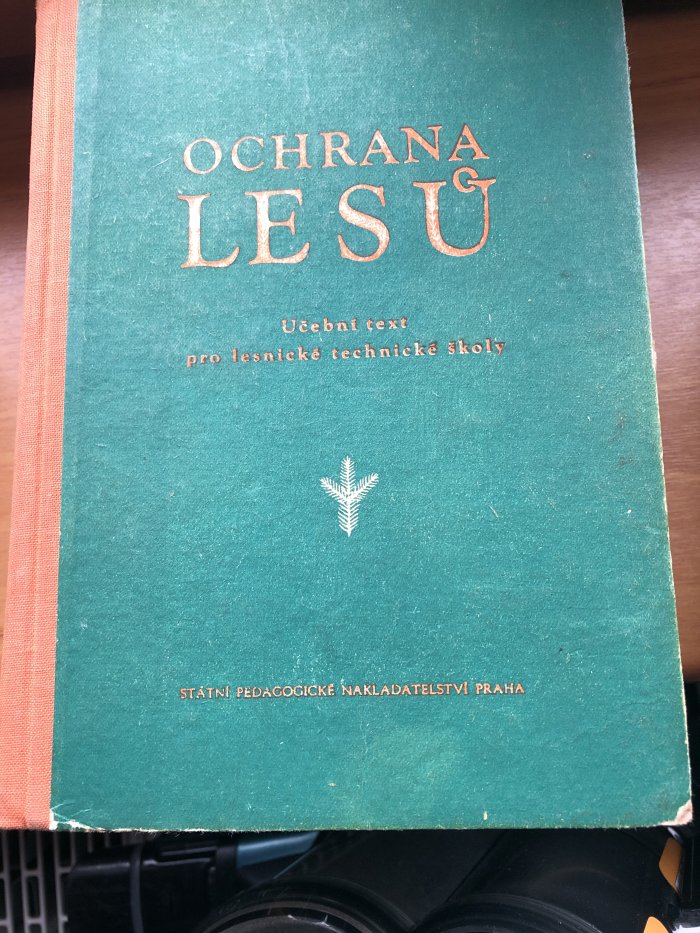 OCHRANA
LESŮ
Učební text
pro lesnické technické školy
STÁTNÍ PEDAGOGICKÉ NAKLADATELSTVÍ PRAHA